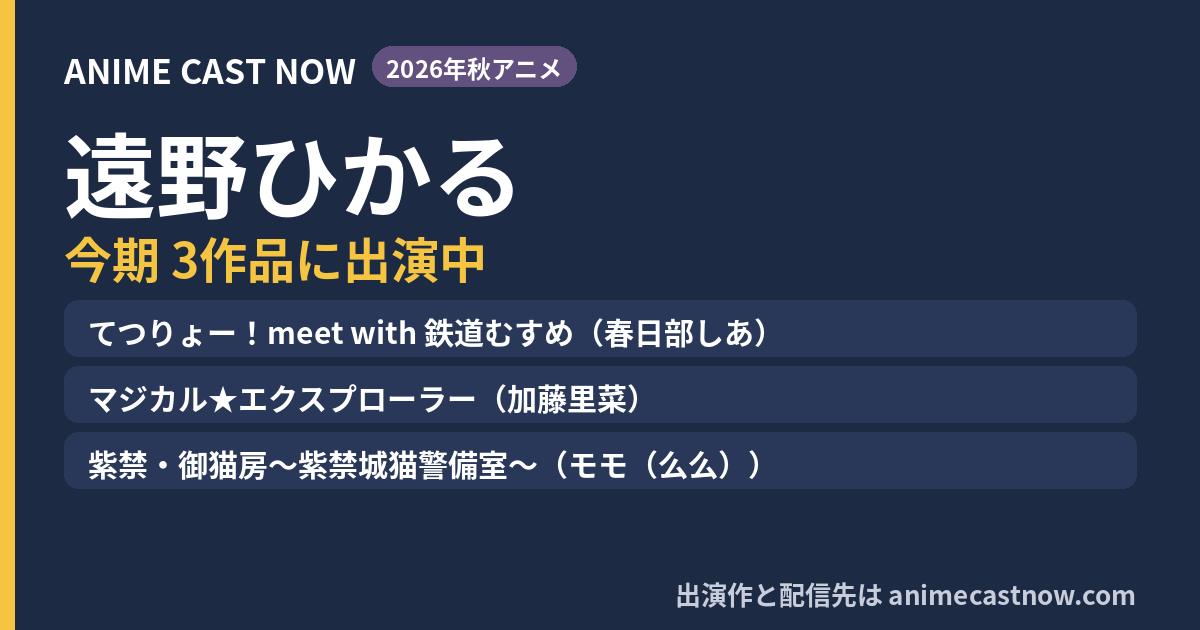 ANIME CAST NOW 2026年秋アニメ
遠野ひかる
今期 3作品に出演中
てつりょー！meet with 鉄道むすめ（春日部しあ）
マジカル★エクスプローラー（加藤里菜）
紫禁・御猫房～紫禁城猫警備室～（モモ（么么））
出演作と配信先は animecastnow.com